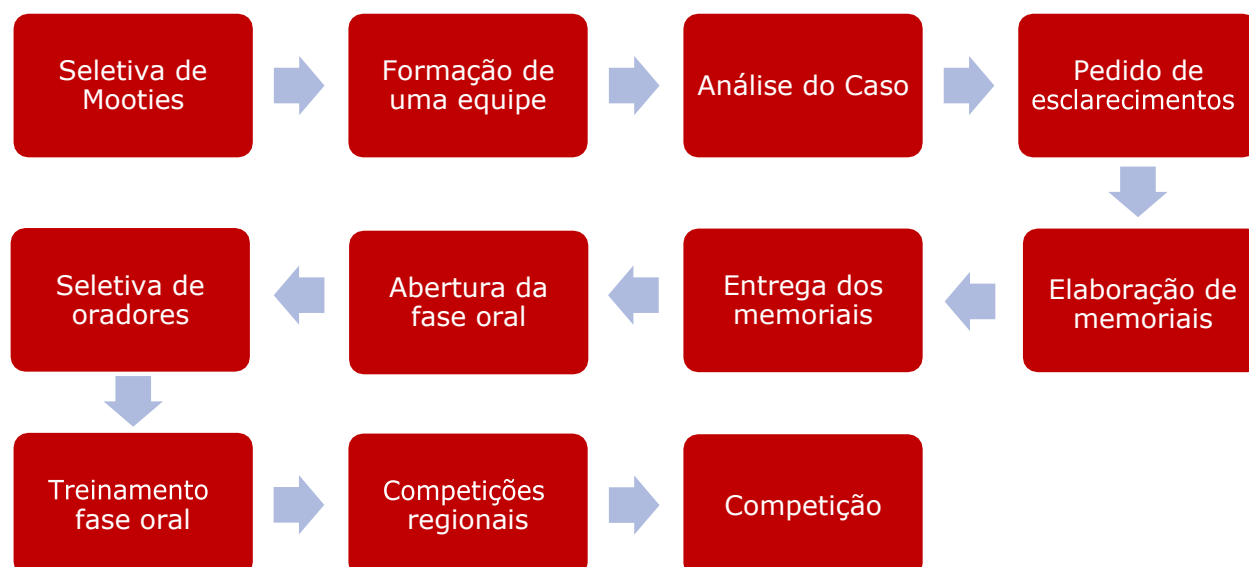 Seletiva de
Mooties
Formação de
uma equipe
Análise do Caso
Pedido de
esclarecimentos
Elaboração de
memoriais
Entrega dos
memoriais
Abertura da
fase oral
Seletiva de
oradores
Treinamento
fase oral
Competições
regionais
Competição